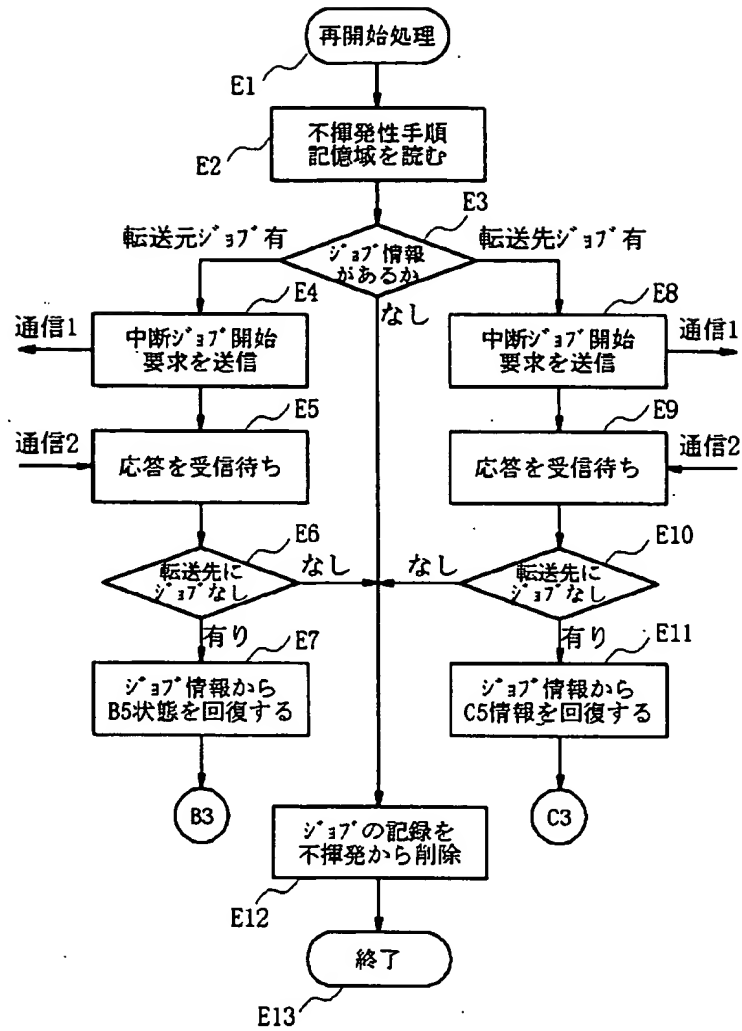 再開始処理
E1
不揮発性手順
記憶域を読む
E2
E3
転送元ジョブ有
ジョブ情報
があるか
転送先ジョブ有
なし
E4
通信1
中断ジョブ開始
要求を送信
E8
中断ジョブ開始
要求を送信
通信1
E5
通信2
応答を受信待ち
E9
応答を受信待ち
通信2
E6
転送先に
ジョブなし
なし
なし
E10
転送先に
ジョブなし
有り
E7
ジョブ情報から
B5状態を回復する
有り
E11
ジョブ情報から
C5情報を回復する
B3
C3
ジョブの記録を
不揮発から削除
E12
終了
E13